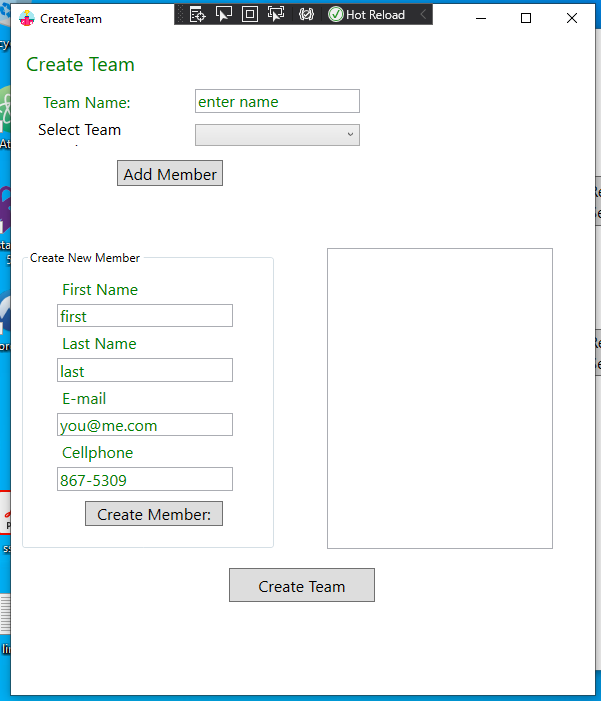 CreateTeam
Hot Reload
Create Team
Team Name:
enter name
Select Team
Add Member
Create New Member
First Name
first
Last Name
last
E-mail
you@me.com
Cellphone
867-5309
Create Member:
Create Team